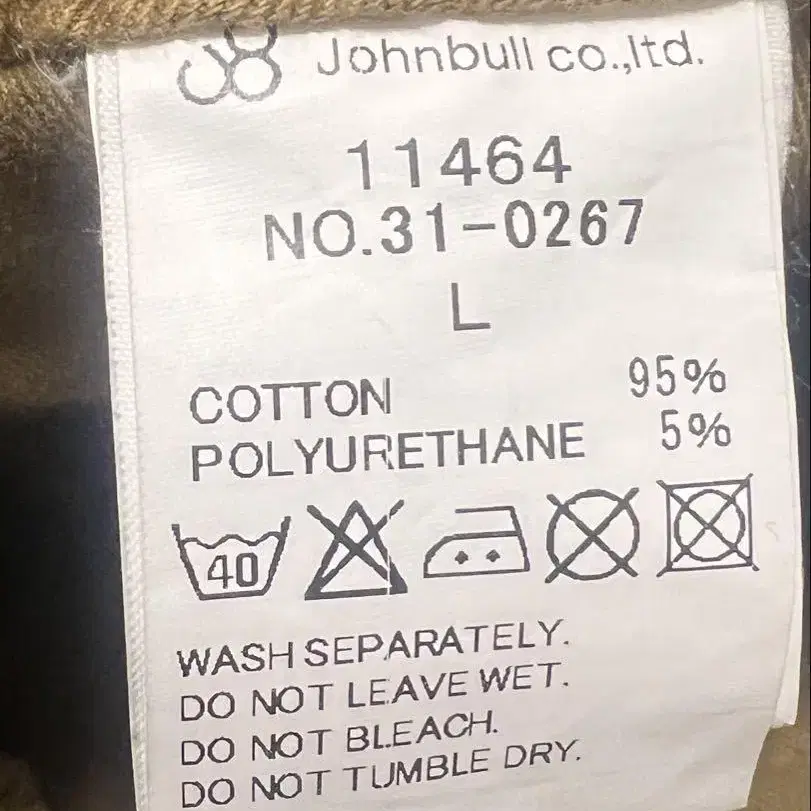 Johnbull co.,ltd.
11464
NO.31-0267
L
COTTON 95%
POLYURETHANE 5%
40
WASH SEPARATELY.
DO NOT LEAVE WET.
DO NOT BLEACH.
DO NOT TUMBLE DRY.